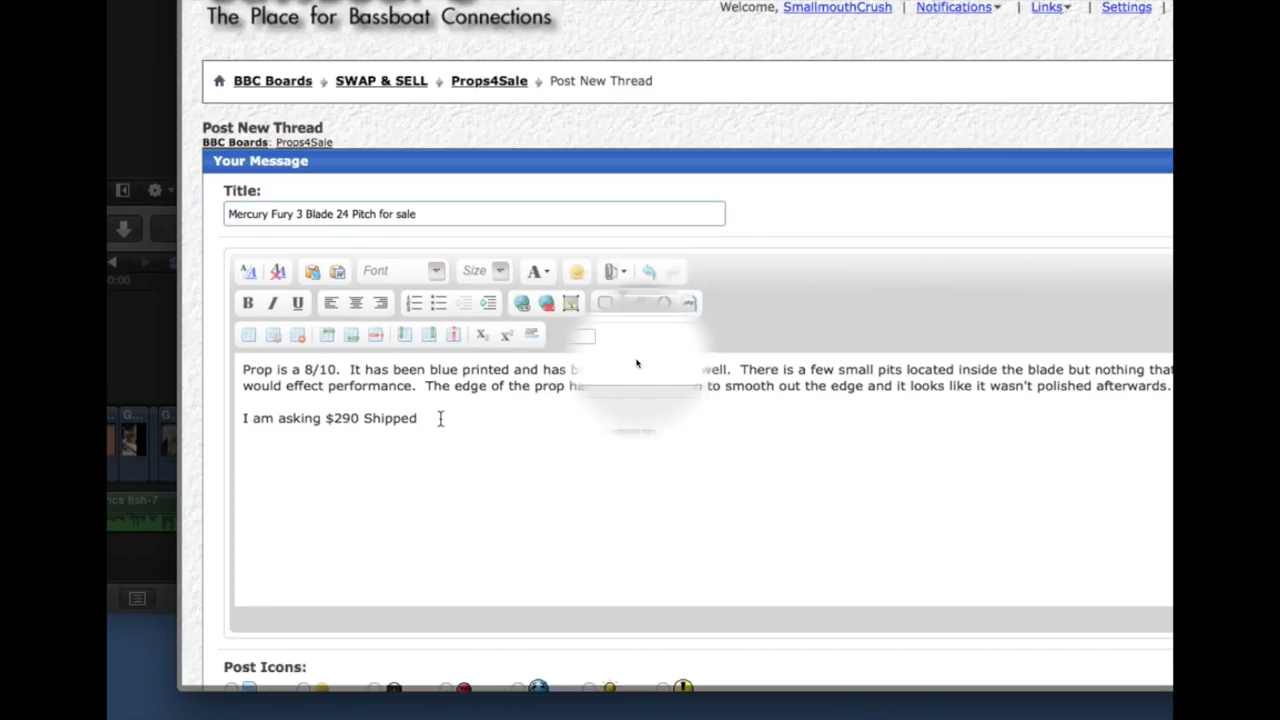 The Place for Bassboat Connections
Welcome, SmallmouthCrush | Notifications | Links | Settings |
BBC Boards SWAP & SELL Props4Sale Post New Thread
Post New Thread
BBC Boards: Props4Sale
Your Message
Title:
Mercury Fury 3 Blade 24 Pitch for sale
Font Size A
B I U
Prop is a 8/10. It has been blue printed and has well. There is a few small pits located inside the blade but nothing that
would effect performance. The edge of the prop to smooth out the edge and it looks like it wasn't polished afterwards.
I am asking $290 Shipped
Post Icons:
:00
G...
G
ncs fish-7